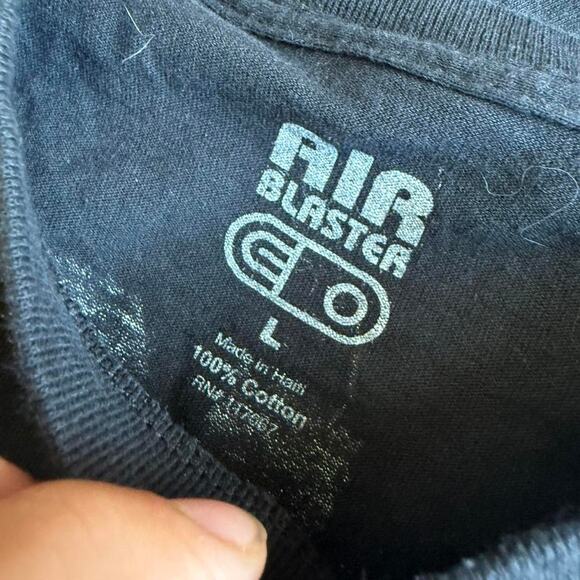 AIR
BLASTER
L
Made in Haiti
100% Cotton